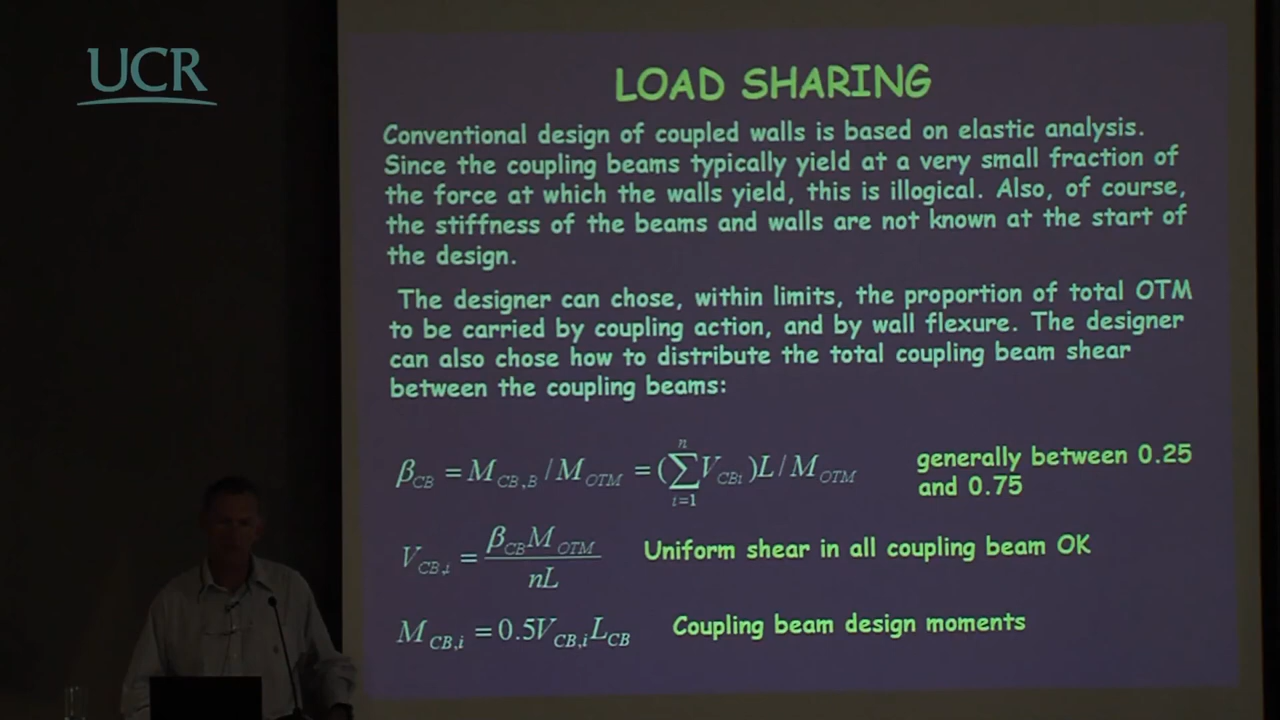 UCR
LOAD SHARING
Conventional design of coupled walls is based on elastic analysis.
Since the coupling beams typically yield at a very small fraction of
the force at which the walls yield, this is illogical. Also, of course,
the stiffness of the beams and walls are not known at the start of
the design.
The designer can chose, within limits, the proportion of total OTM
to be carried by coupling action, and by wall flexure. The designer
can also chose how to distribute the total coupling beam shear
between the coupling beams:
β_CB = M_CB,B / M_OTM = (∑_{i=1}^{n} V_CBi) L / M_OTM
generally between 0.25
and 0.75
V_CB,i = β_CB M_OTM / nL
Uniform shear in all coupling beam OK
M_CB,i = 0.5V_CB,i L_CB
Coupling beam design moments